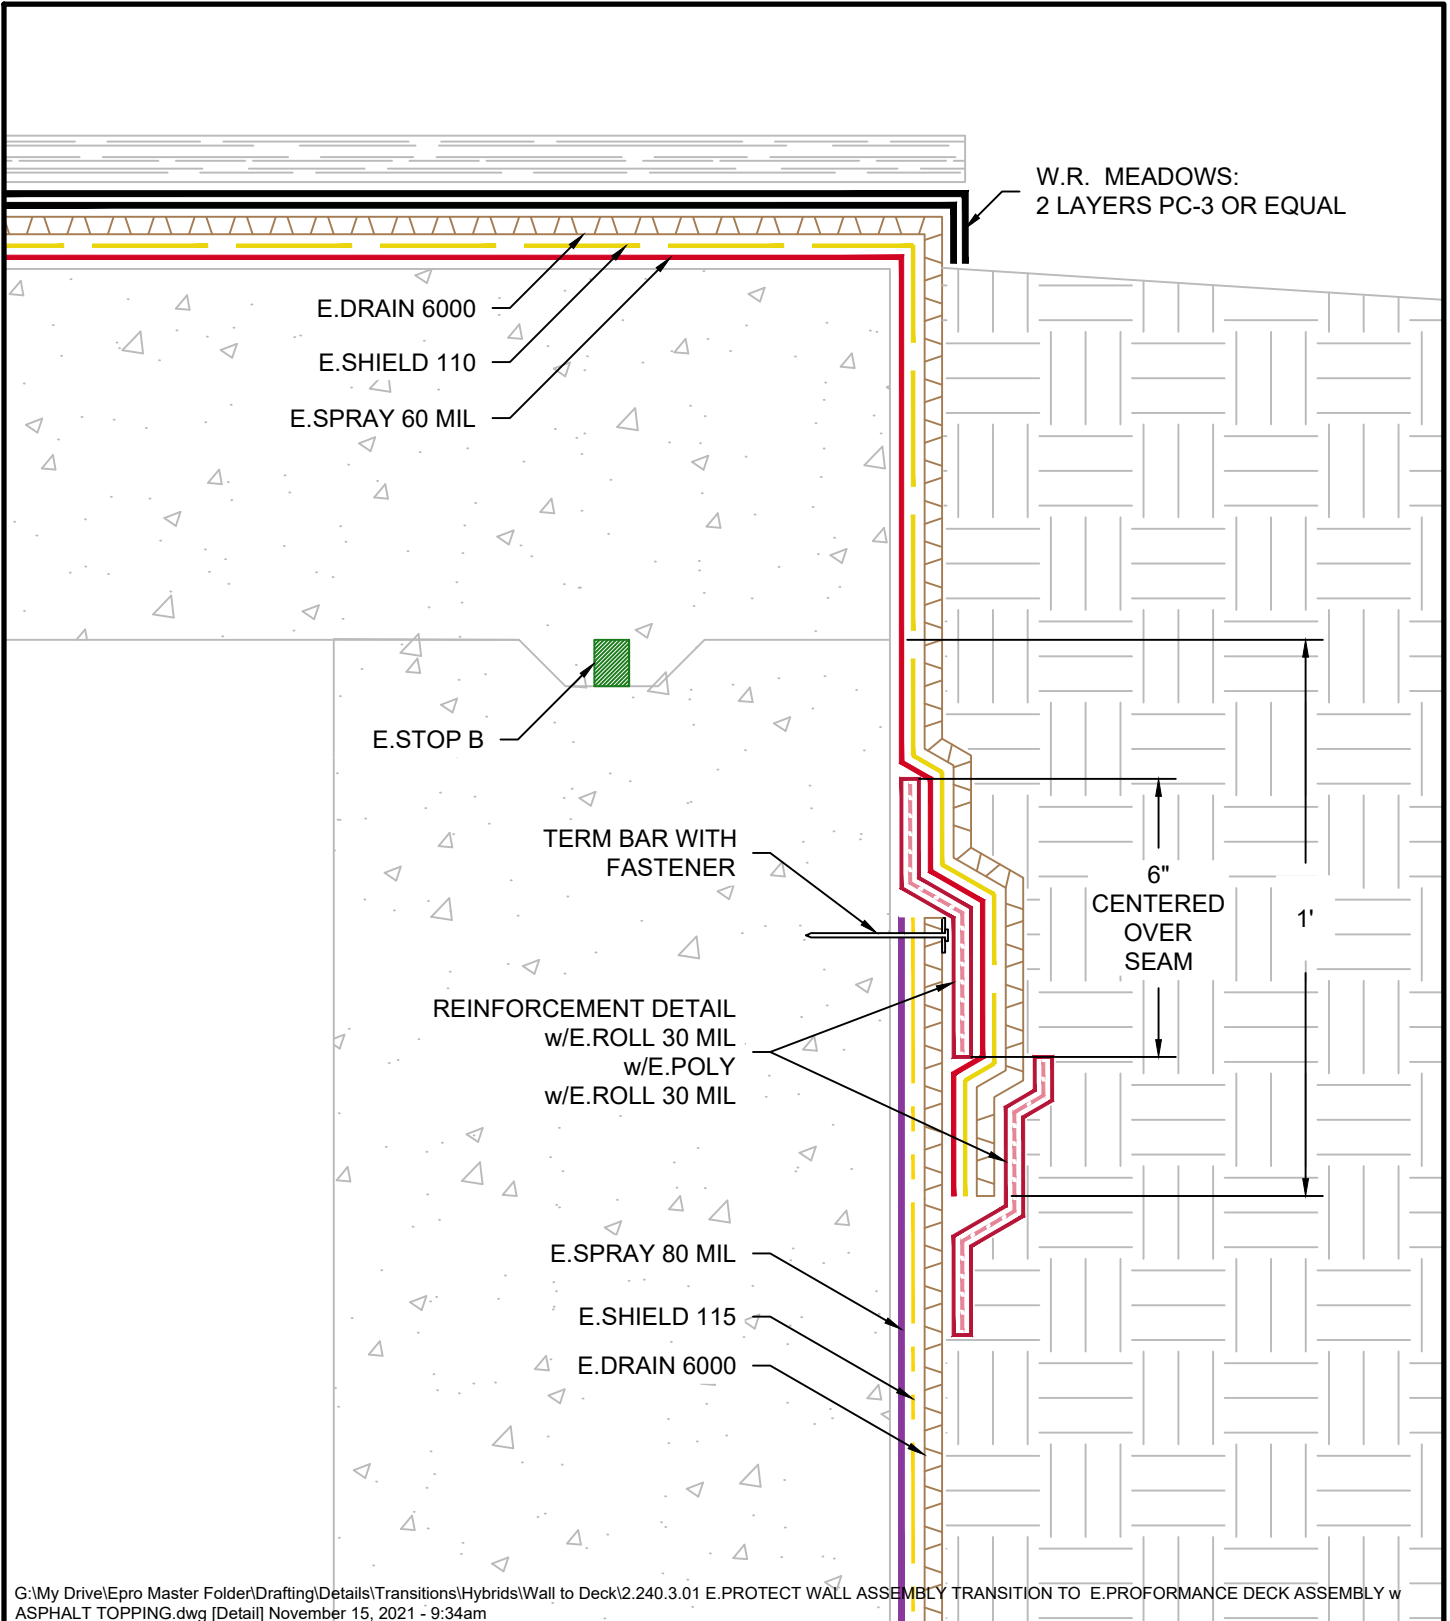 W.R. MEADOWS:
2 LAYERS PC-3 OR EQUAL
E.DRAIN 6000
E.SHIELD 110
E.SPRAY 60 MIL
E.STOP B
TERM BAR WITH
FASTENER
6"
CENTERED
OVER
SEAM
1'
REINFORCEMENT DETAIL
w/E.ROLL 30 MIL
w/E.POLY
w/E.ROLL 30 MIL
E.SPRAY 80 MIL
E.SHIELD 115
E.DRAIN 6000
G:\My Drive\Epro Master Folder\Drafting\Details\Transitions\Hybrids\Wall to Deck\2.240.3.01 E.PROTECT WALL ASSEMBLY TRANSITION TO E.PROFORMANCE DECK ASSEMBLY w
ASPHALT TOPPING.dwg [Detail] November 15, 2021 - 9:34am